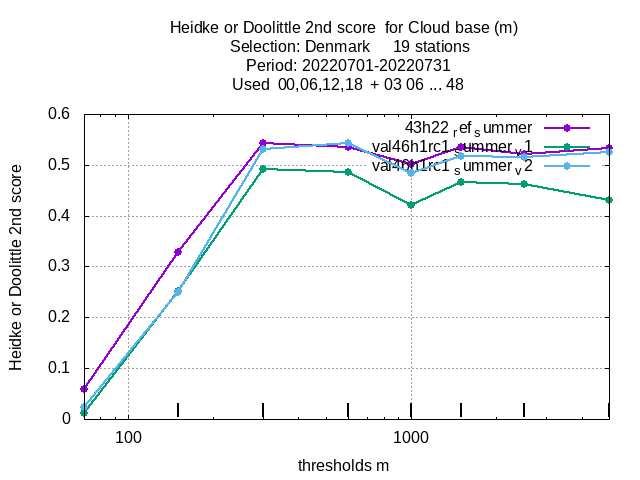 Heidke or Doolittle 2nd score  for Cloud base (m)
Selection: Denmark     19 stations
Period: 20220701-20220731
Used  00,06,12,18  + 03 06 ... 48
43h22_ref_summer
val46h1rc1_summer_v1
val46h1rc1_summer_v2
Heidke or Doolittle 2nd score
0.6
0.5
0.4
0.3
0.2
0.1
0
100 1000
thresholds m